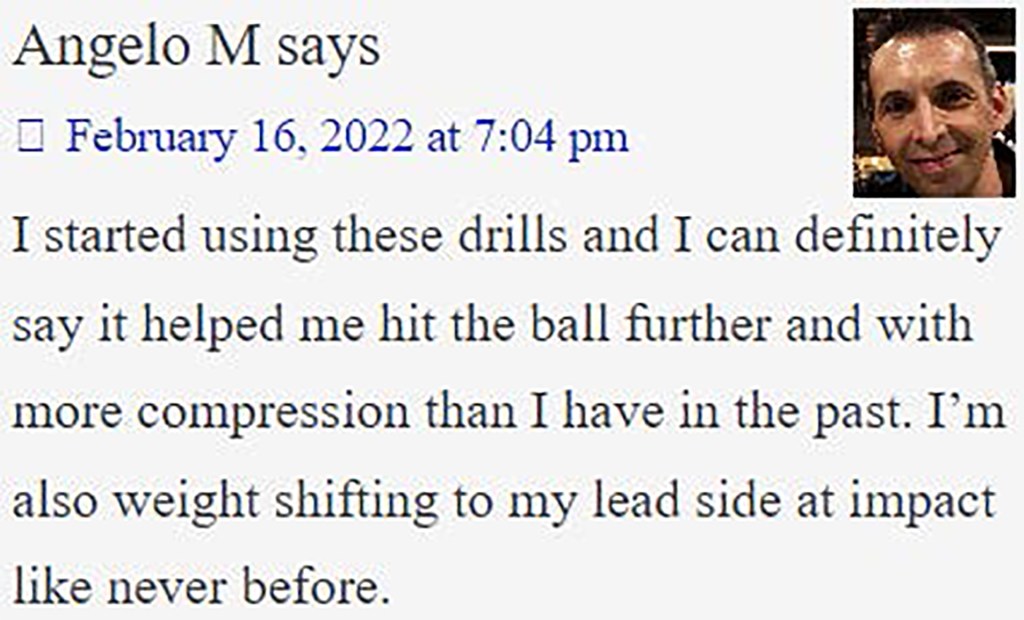 Angelo M says
February 16, 2022 at 7:04 pm
I started using these drills and I can definitely
say it helped me hit the ball further and with
more compression than I have in the past. I’m
also weight shifting to my lead side at impact
like never before.